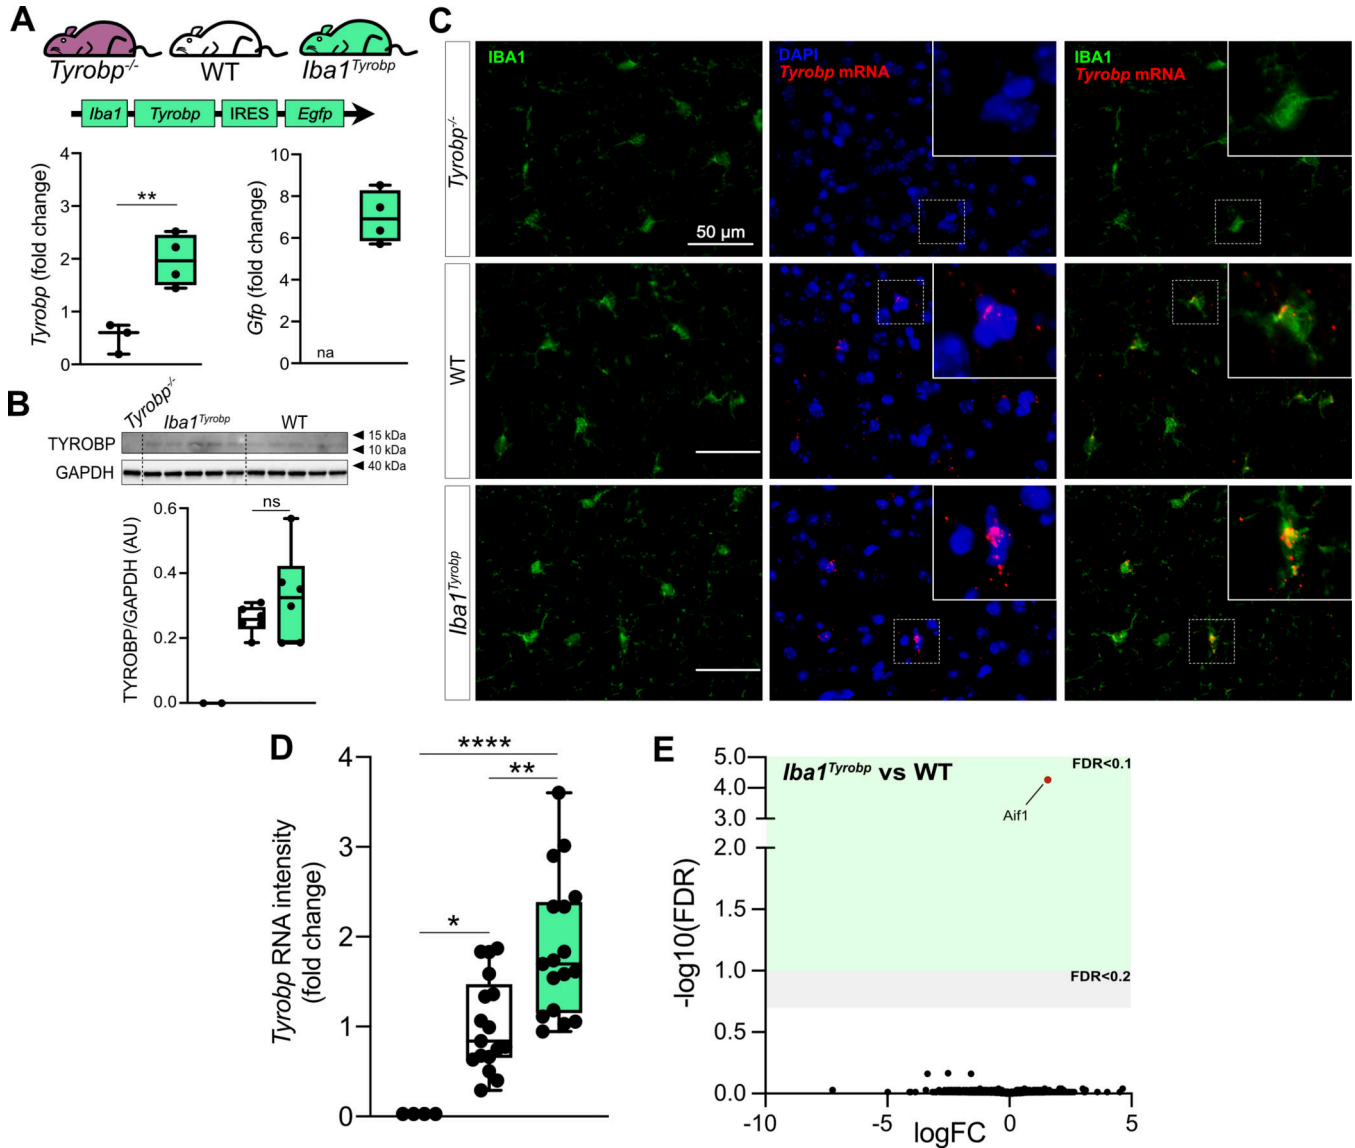 A
Tyrobp-/-
WT
Iba1Tyrobp
Iba1
Tyrobp
IRES
Egfp
Tyrobp (fold change)
4
3
2
1
0
**
Gfp (fold change)
10
8
6
4
2
0
na
B
Tyrobp-/-
Iba1Tyrobp
WT
TYROBP
GAPDH
15 kDa
10 kDa
40 kDa
TYROBP/GAPDH (AU)
0.6
0.4
0.2
0.0
ns
C
Tyrobp-/-
WT
Iba1Tyrobp
IBA1
50 µm
DAPI
Tyrobp mRNA
IBA1
Tyrobp mRNA
D
Tyrobp RNA intensity
(fold change)
4
3
2
1
0
****
**
*
E
Iba1Tyrobp vs WT
FDR<0.1
Aif1
FDR<0.2
-log10(FDR)
5.0
4.0
3.0
2.0
1.5
1.0
0.5
0.0
-10
-5
0
5
logFC